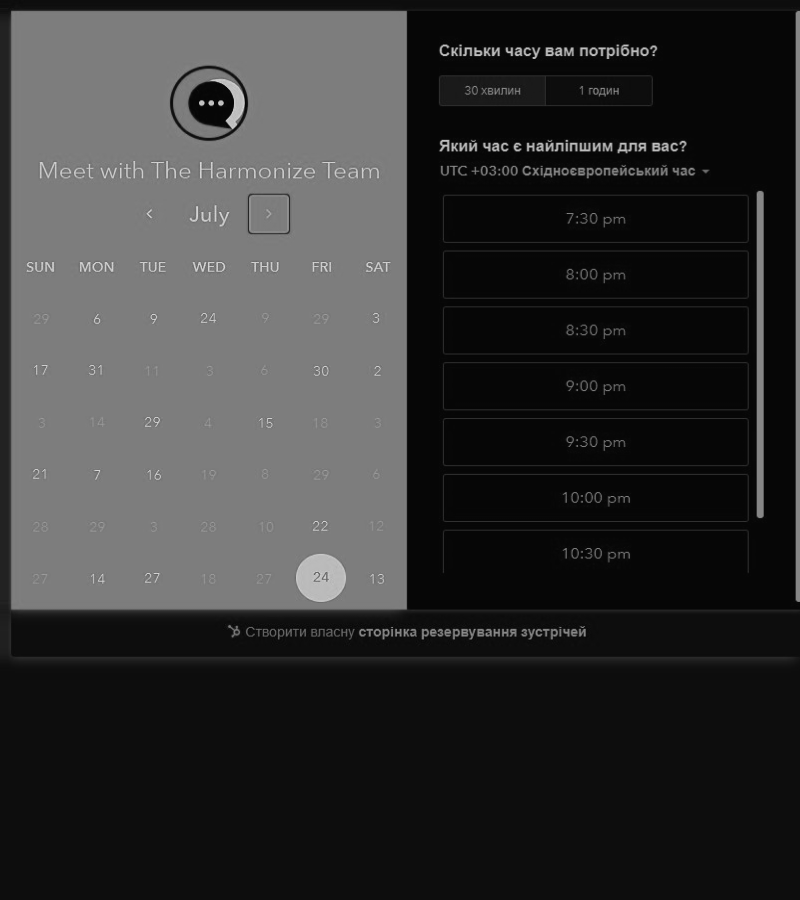 Meet with The Harmonize Team
July
SUN MON TUE WED THU FRI SAT
29 6 9 24 9 29 3
17 31 11 3 6 30 2
3 14 29 4 15 18 3
21 7 16 19 8 29 6
28 29 3 28 10 22 12
27 14 27 18 27 24 13
Скільки часу вам потрібно?
30 хвилин 1 годин
Який час є найліпшим для вас?
UTC +03:00 Східноєвропейський час
7:30 pm
8:00 pm
8:30 pm
9:00 pm
9:30 pm
10:00 pm
10:30 pm
Створити власну сторінка резервування зустрічей